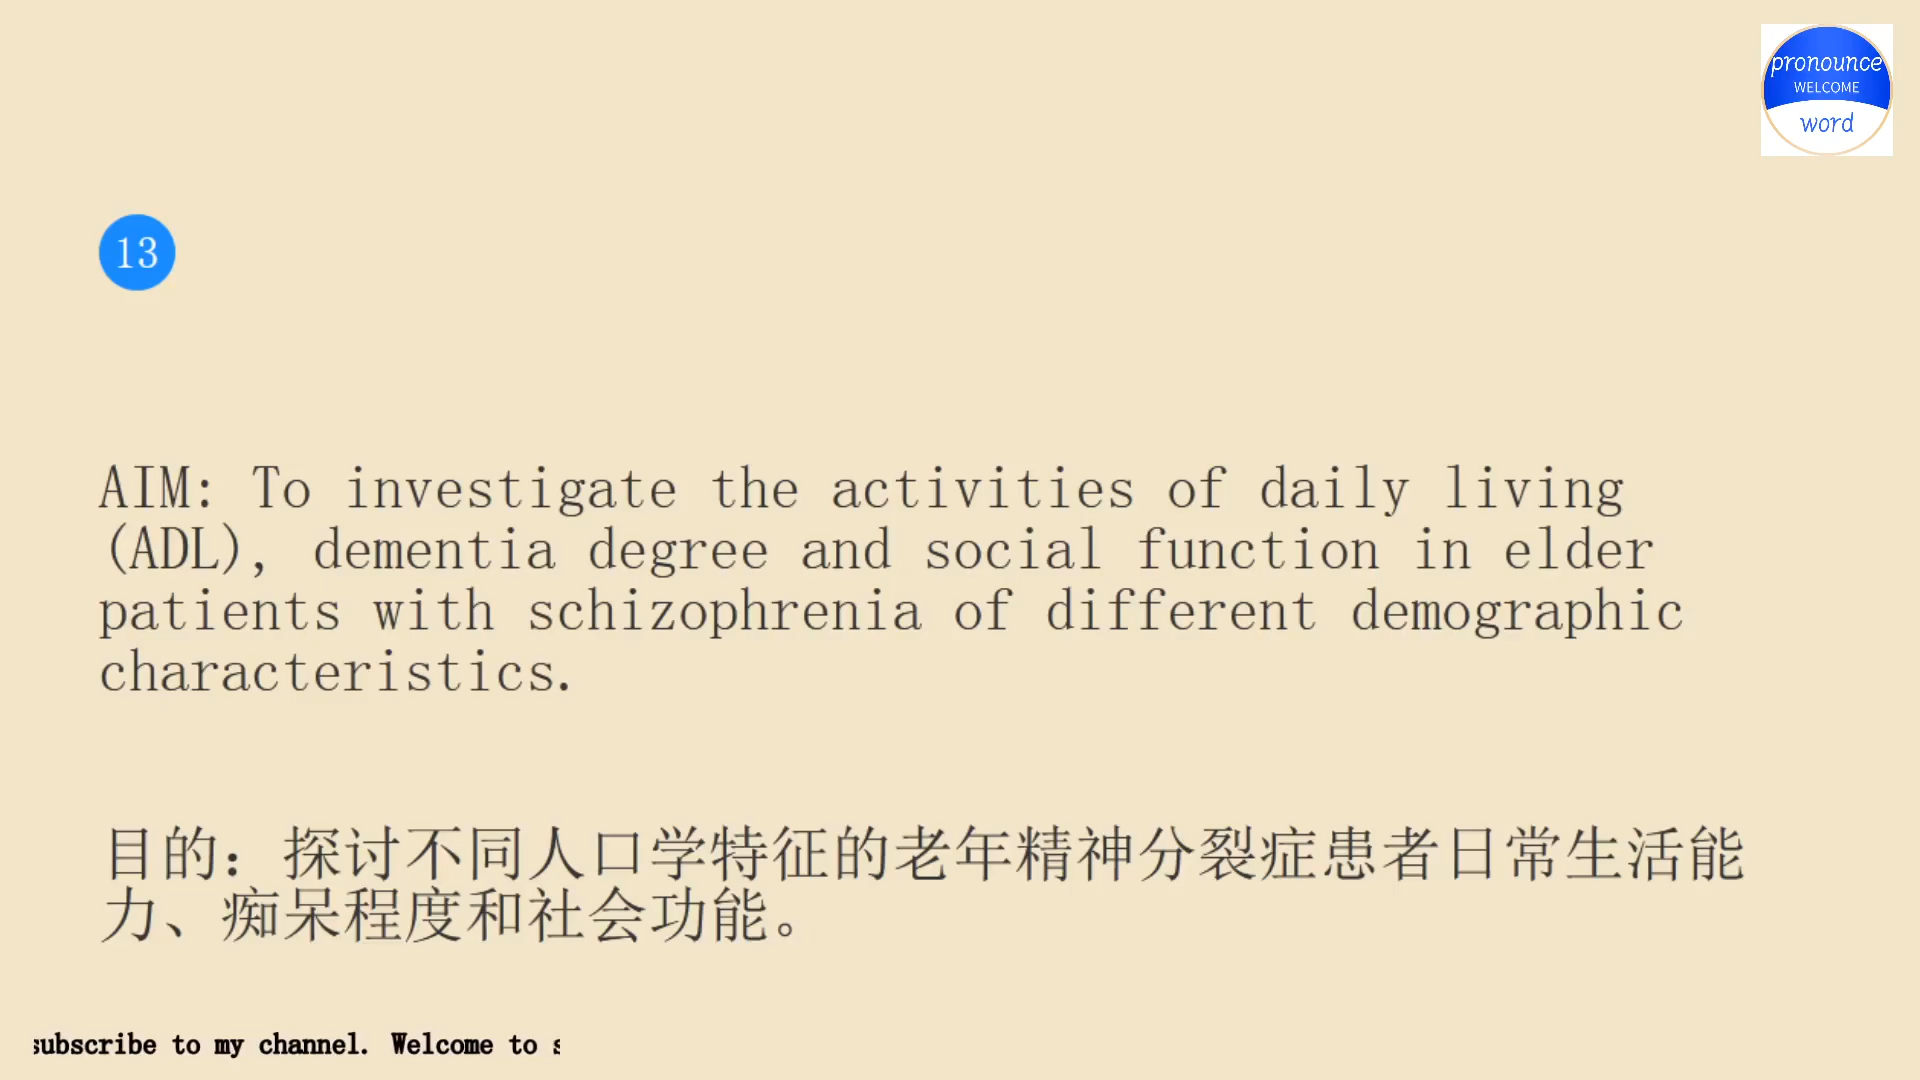 pronounce
WELCOME
word
13
AIM: To investigate the activities of daily living
(ADL), dementia degree and social function in elder
patients with schizophrenia of different demographic
characteristics.
目的：探讨不同人口学特征的老年精神分裂症患者日常生活能
力、痴呆程度和社会功能。
subscribe to my channel. Welcome to s